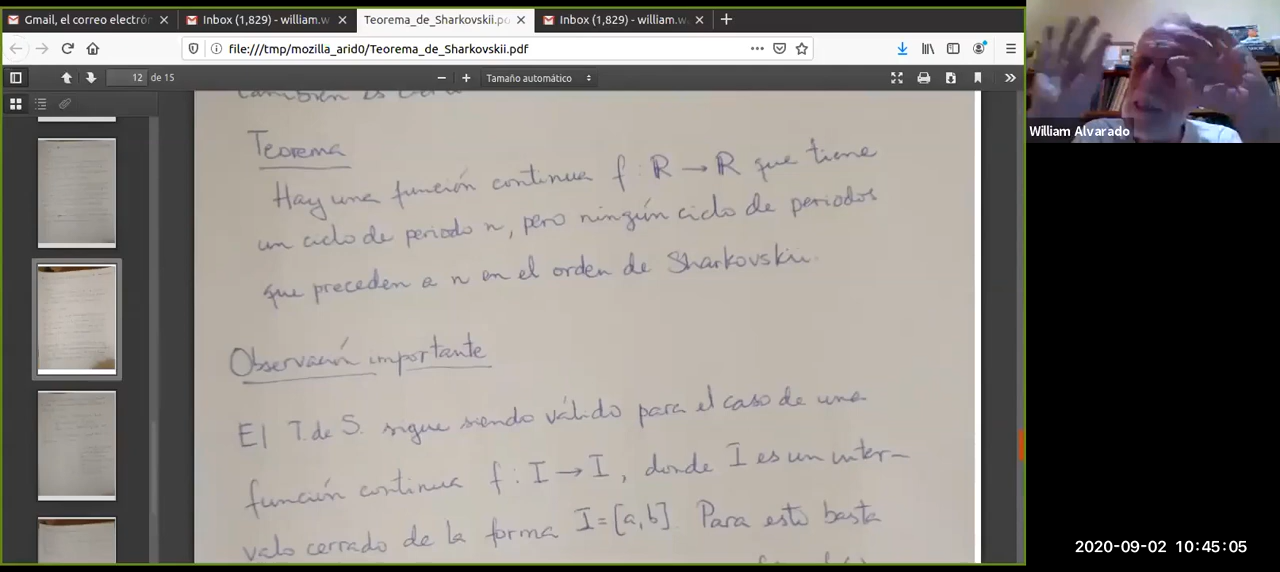 Gmail, el correo electrón
Inbox (1,829) - william.w
Teorema_de_Sharkovskii.p
Inbox (1,829) - william.w
file:///tmp/mozilla_arid0/Teorema_de_Sharkovskii.pdf
12 de 15
Tamaño automático
también es
Teorema
Hay una función continua f : ℝ → ℝ que tiene
un ciclo de periodo n, pero ningún ciclo de periodos
que preceden a n en el orden de Sharkovskii.
Observación importante
El T. de S. sigue siendo válido para el caso de una
función continua f : I → I, donde I es un inter-
valo cerrado de la forma I = [a, b]. Para esto basta
William Alvarado
2020-09-02 10:45:05